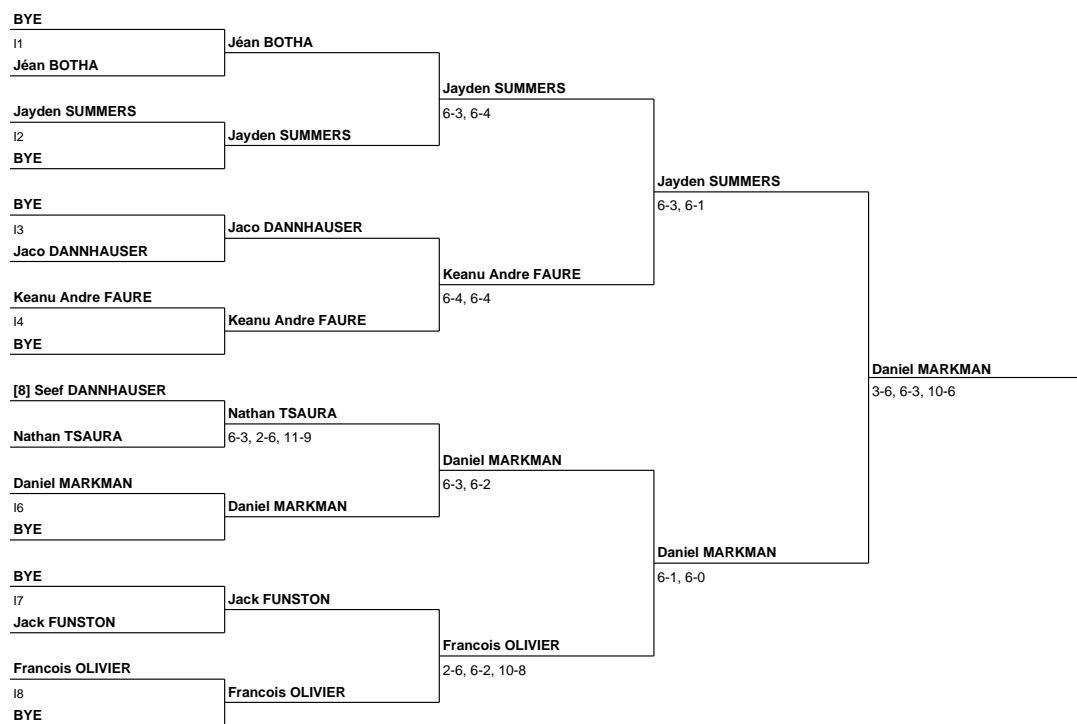 BYE
I1
Jéan BOTHA
Jéan BOTHA
Jayden SUMMERS
6-3, 6-4
Jayden SUMMERS
I2
BYE
Jayden SUMMERS
Jayden SUMMERS
6-3, 6-1
BYE
I3
Jaco DANNHAUSER
Jaco DANNHAUSER
Keanu Andre FAURE
6-4, 6-4
Keanu Andre FAURE
I4
BYE
Keanu Andre FAURE
Daniel MARKMAN
3-6, 6-3, 10-6
[8] Seef DANNHAUSER
Nathan TSAURA
Nathan TSAURA
6-3, 2-6, 11-9
Daniel MARKMAN
6-3, 6-2
Daniel MARKMAN
I6
BYE
Daniel MARKMAN
Daniel MARKMAN
6-1, 6-0
BYE
I7
Jack FUNSTON
Jack FUNSTON
Francois OLIVIER
2-6, 6-2, 10-8
Francois OLIVIER
I8
BYE
Francois OLIVIER